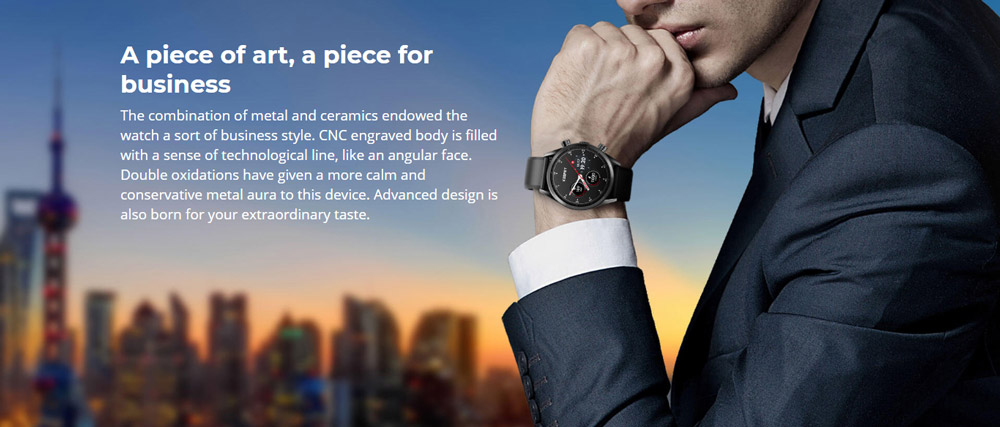 A piece of art, a piece for
business
The combination of metal and ceramics endowed the
watch a sort of business style. CNC engraved body is filled
with a sense of technological line, like an angular face.
Double oxidations have given a more calm and
conservative metal aura to this device. Advanced design is
also born for your extraordinary taste.